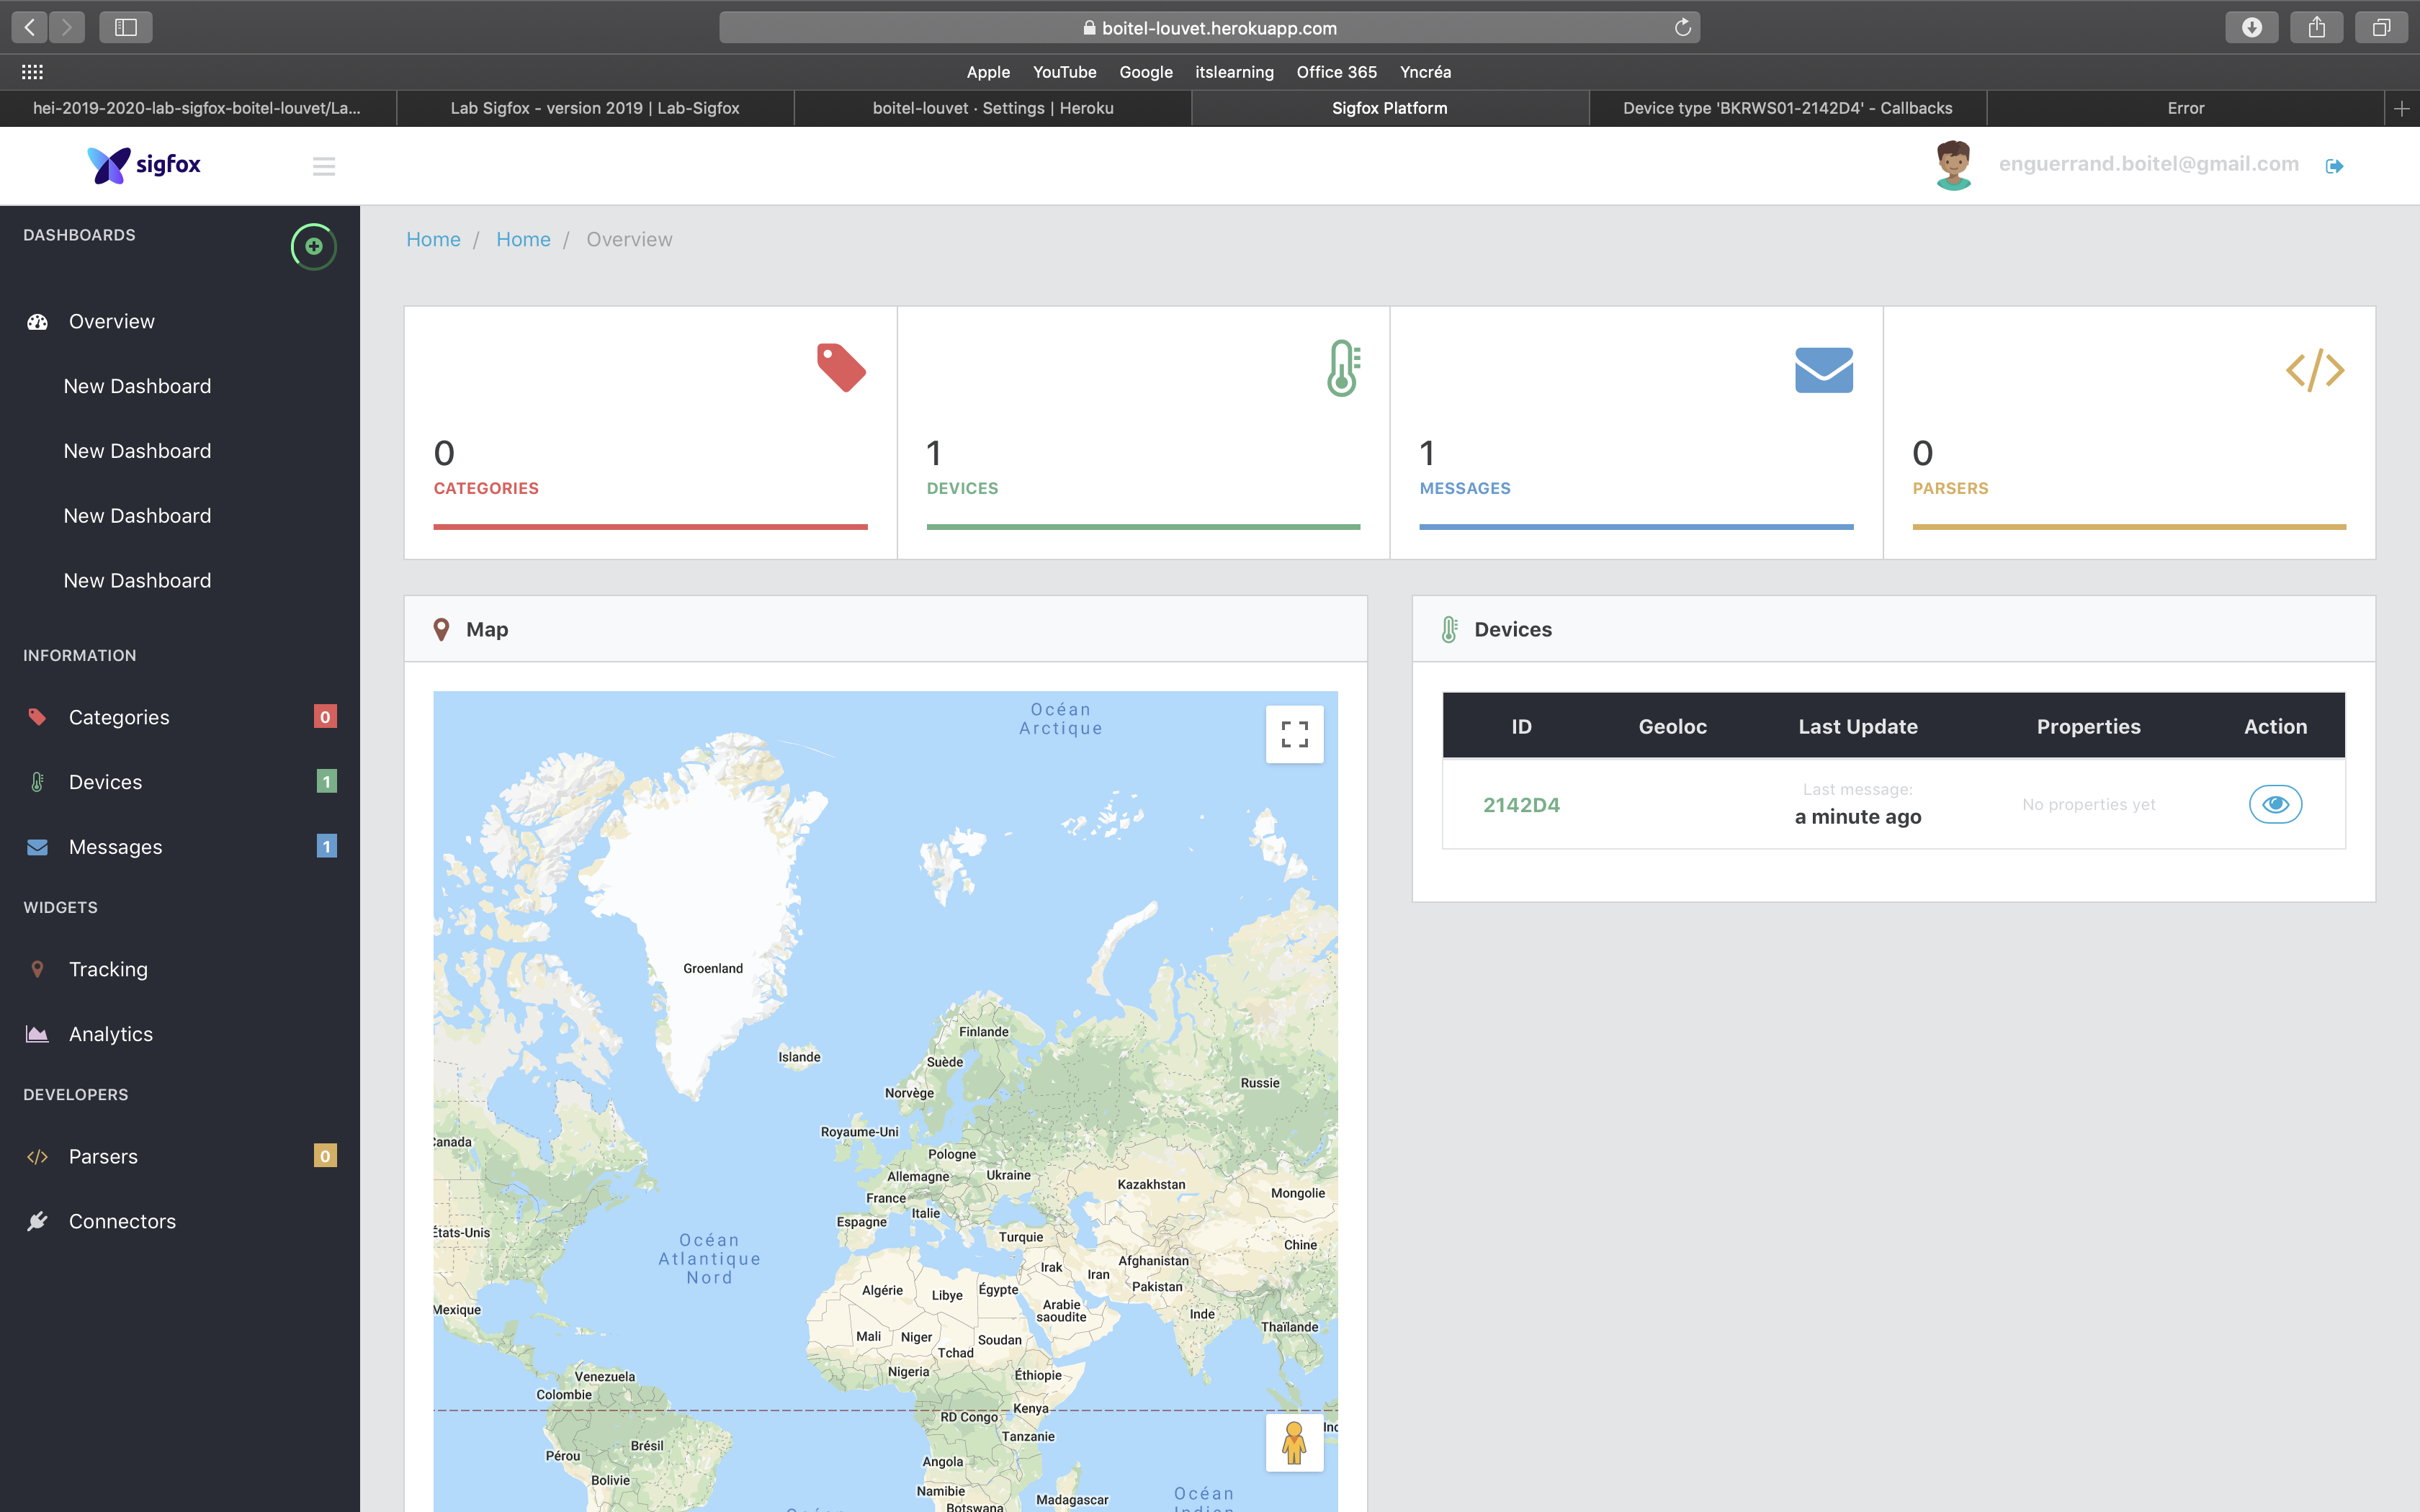 boitel-louvet.herokuapp.com
Apple YouTube Google itslearning Office 365 Yncréa
hei-2019-2020-lab-sigfox-boitel-louvet/La... Lab Sigfox - version 2019 | Lab-Sigfox boitel-louvet · Settings | Heroku Sigfox Platform Device type 'BKRWS01-2142D4' - Callbacks Error
sigfox enguerrand.boitel@gmail.com
DASHBOARDS
Overview
New Dashboard
New Dashboard
New Dashboard
New Dashboard
INFORMATION
Categories 0
Devices 1
Messages 1
WIDGETS
Tracking
Analytics
DEVELOPERS
Parsers 0
Connectors
Home / Home / Overview
0
CATEGORIES
1
DEVICES
1
MESSAGES
0
PARSERS
Map
Océan
Arctique
Groenland
Finlande
Islande
Suède
Russie
Norvège
Royaume-Uni
Canada
Pologne
Allemagne
Ukraine
Kazakhstan
France
Mongolie
Italie
Espagne
États-Unis
Turquie
Océan
Atlantique
Nord
Chine
Afghanistan
Irak
Iran
Pakistan
Algérie
Libye
Égypte
Arabie
saoudite
Mexique
Inde
Thaïlande
Mali
Niger
Soudan
Tchad
Nigeria
Éthiopie
Venezuela
Colombie
Kenya
RD Congo
Tanzanie
Brésil
Pérou
Angola
Bolivie
Namibie
Botswana
Madagascar
Océan
Devices
ID Geoloc Last Update Properties Action
2142D4 Last message: No properties yet
a minute ago